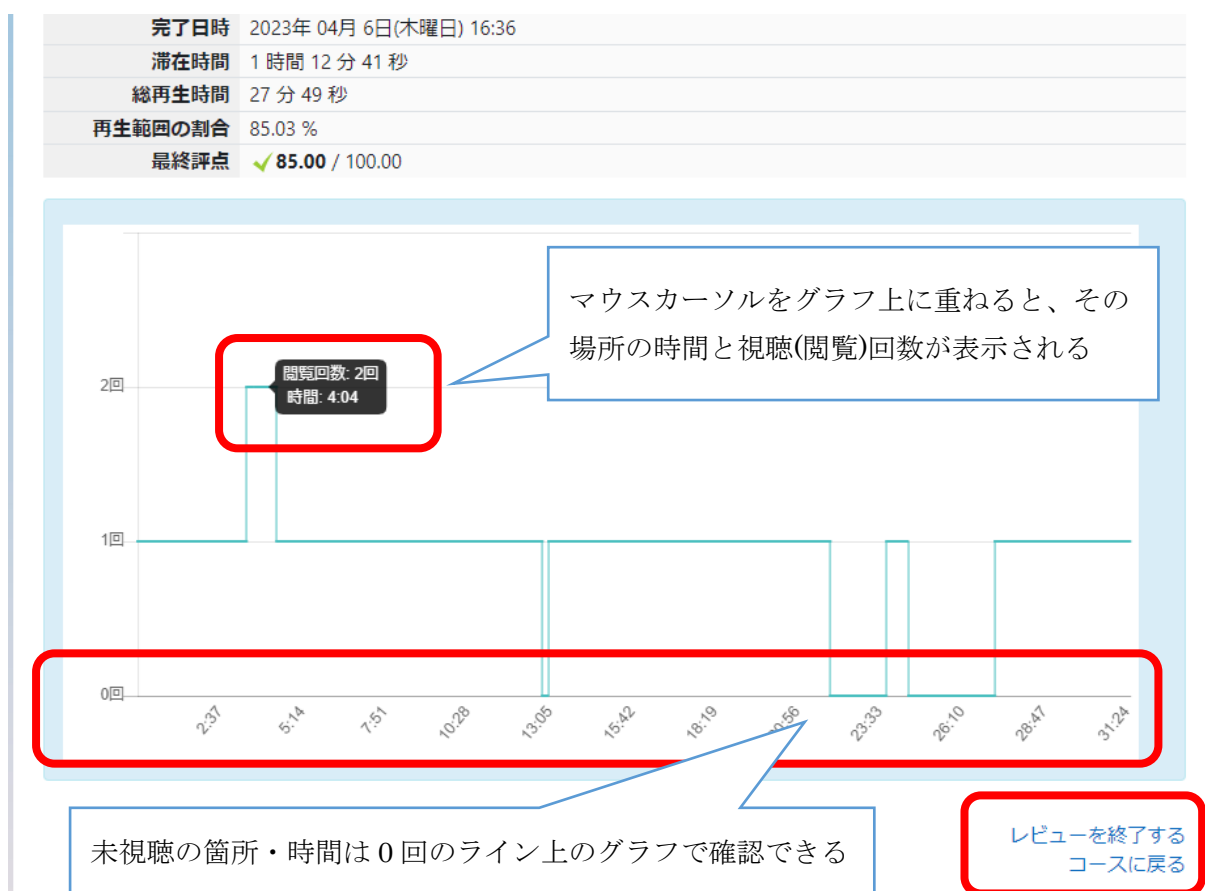 完了日時 2023年 04月 6日(木曜日) 16:36
滞在時間 1 時間 12 分 41 秒
総再生時間 27 分 49 秒
再生範囲の割合 85.03 %
最終評点 85.00 / 100.00
マウスカーソルをグラフ上に重ねると、その
場所の時間と視聴(閲覧)回数が表示される
閲覧回数: 2回
時間: 4:04
2回
1回
0回
2:37 5:14 7:51 10:28 13:05 15:42 18:19 20:56 23:33 26:10 28:47 31:24
未視聴の箇所・時間は 0 回のライン上のグラフで確認できる
レビューを終了する
コースに戻る